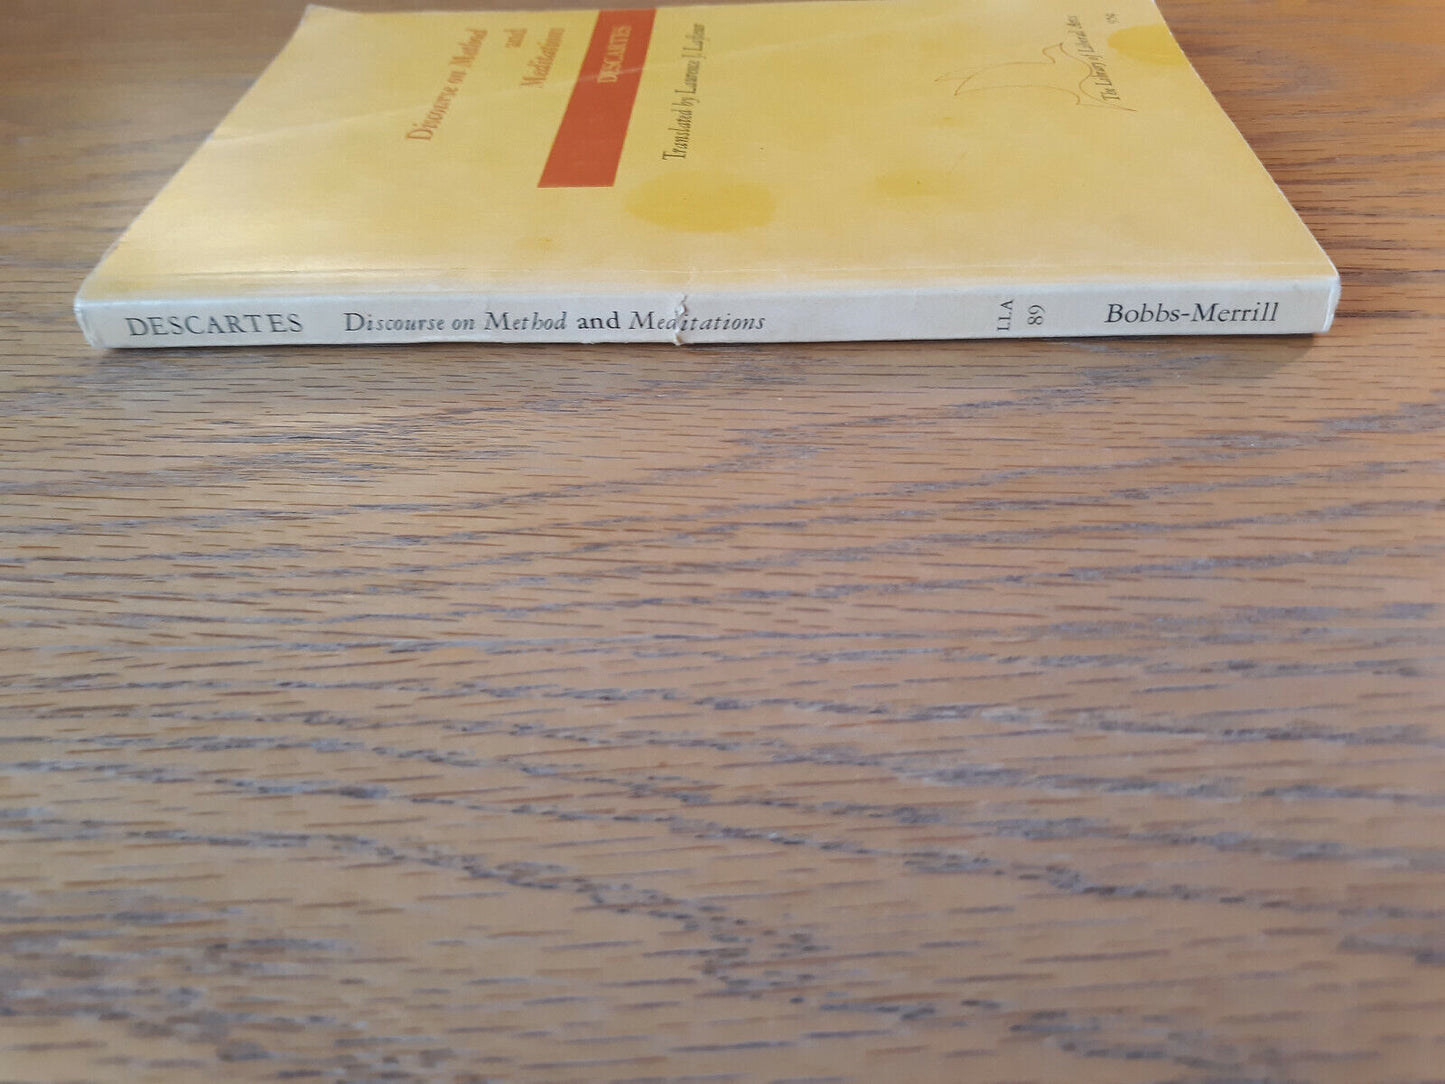 Discourse on Method
and
Meditations
DESCARTES
Translated by Laurence J. Lafleur
The Library of Liberal Arts
DESCARTES Discourse on Method and Meditations LLA 89 Bobbs-Merrill